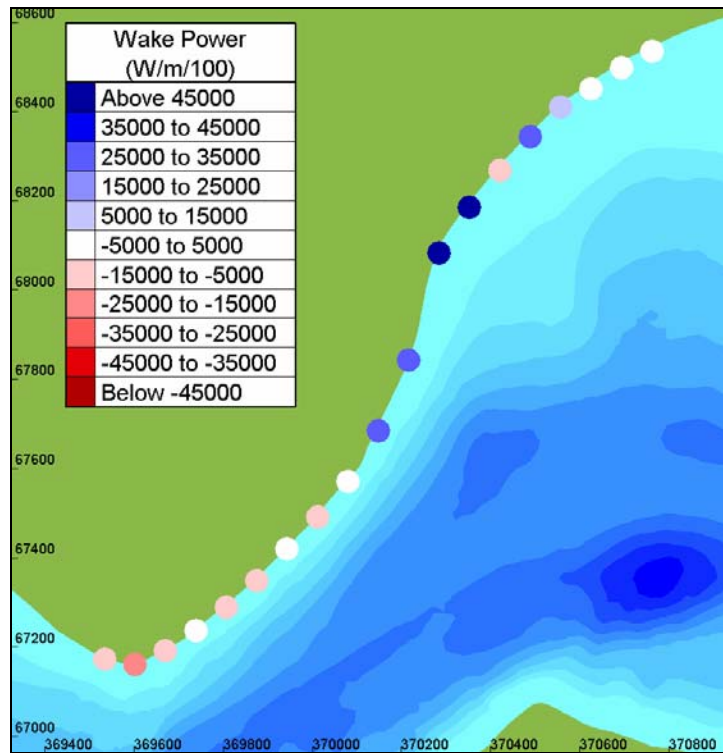 68600
Wake Power
(W/m/100)
Above 45000
35000 to 45000
25000 to 35000
15000 to 25000
5000 to 15000
-5000 to 5000
-15000 to -5000
-25000 to -15000
-35000 to -25000
-45000 to -35000
Below -45000
68400
68200
68000
67800
67600
67400
67200
67000
369400 369600 369800 370000 370200 370400 370600 370800